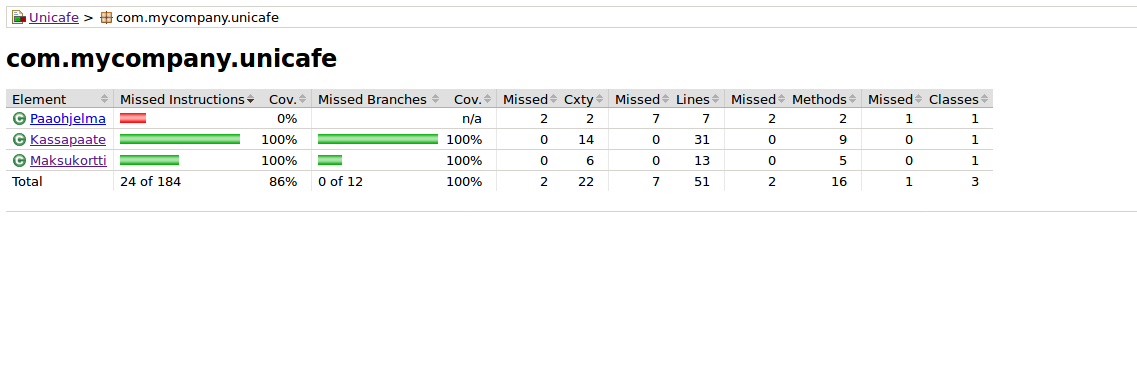 Unicafe > com.mycompany.unicafe
com.mycompany.unicafe
Element Missed Instructions Cov. Missed Branches Cov. Missed Cxty Missed Lines Missed Methods Missed Classes
Paaohjelma 0% n/a 2 2 7 7 2 2 1 1
Kassapaate 100% 100% 0 14 0 31 0 9 0 1
Maksukortti 100% 100% 0 6 0 13 0 5 0 1
Total 24 of 184 86% 0 of 12 100% 2 22 7 51 2 16 1 3